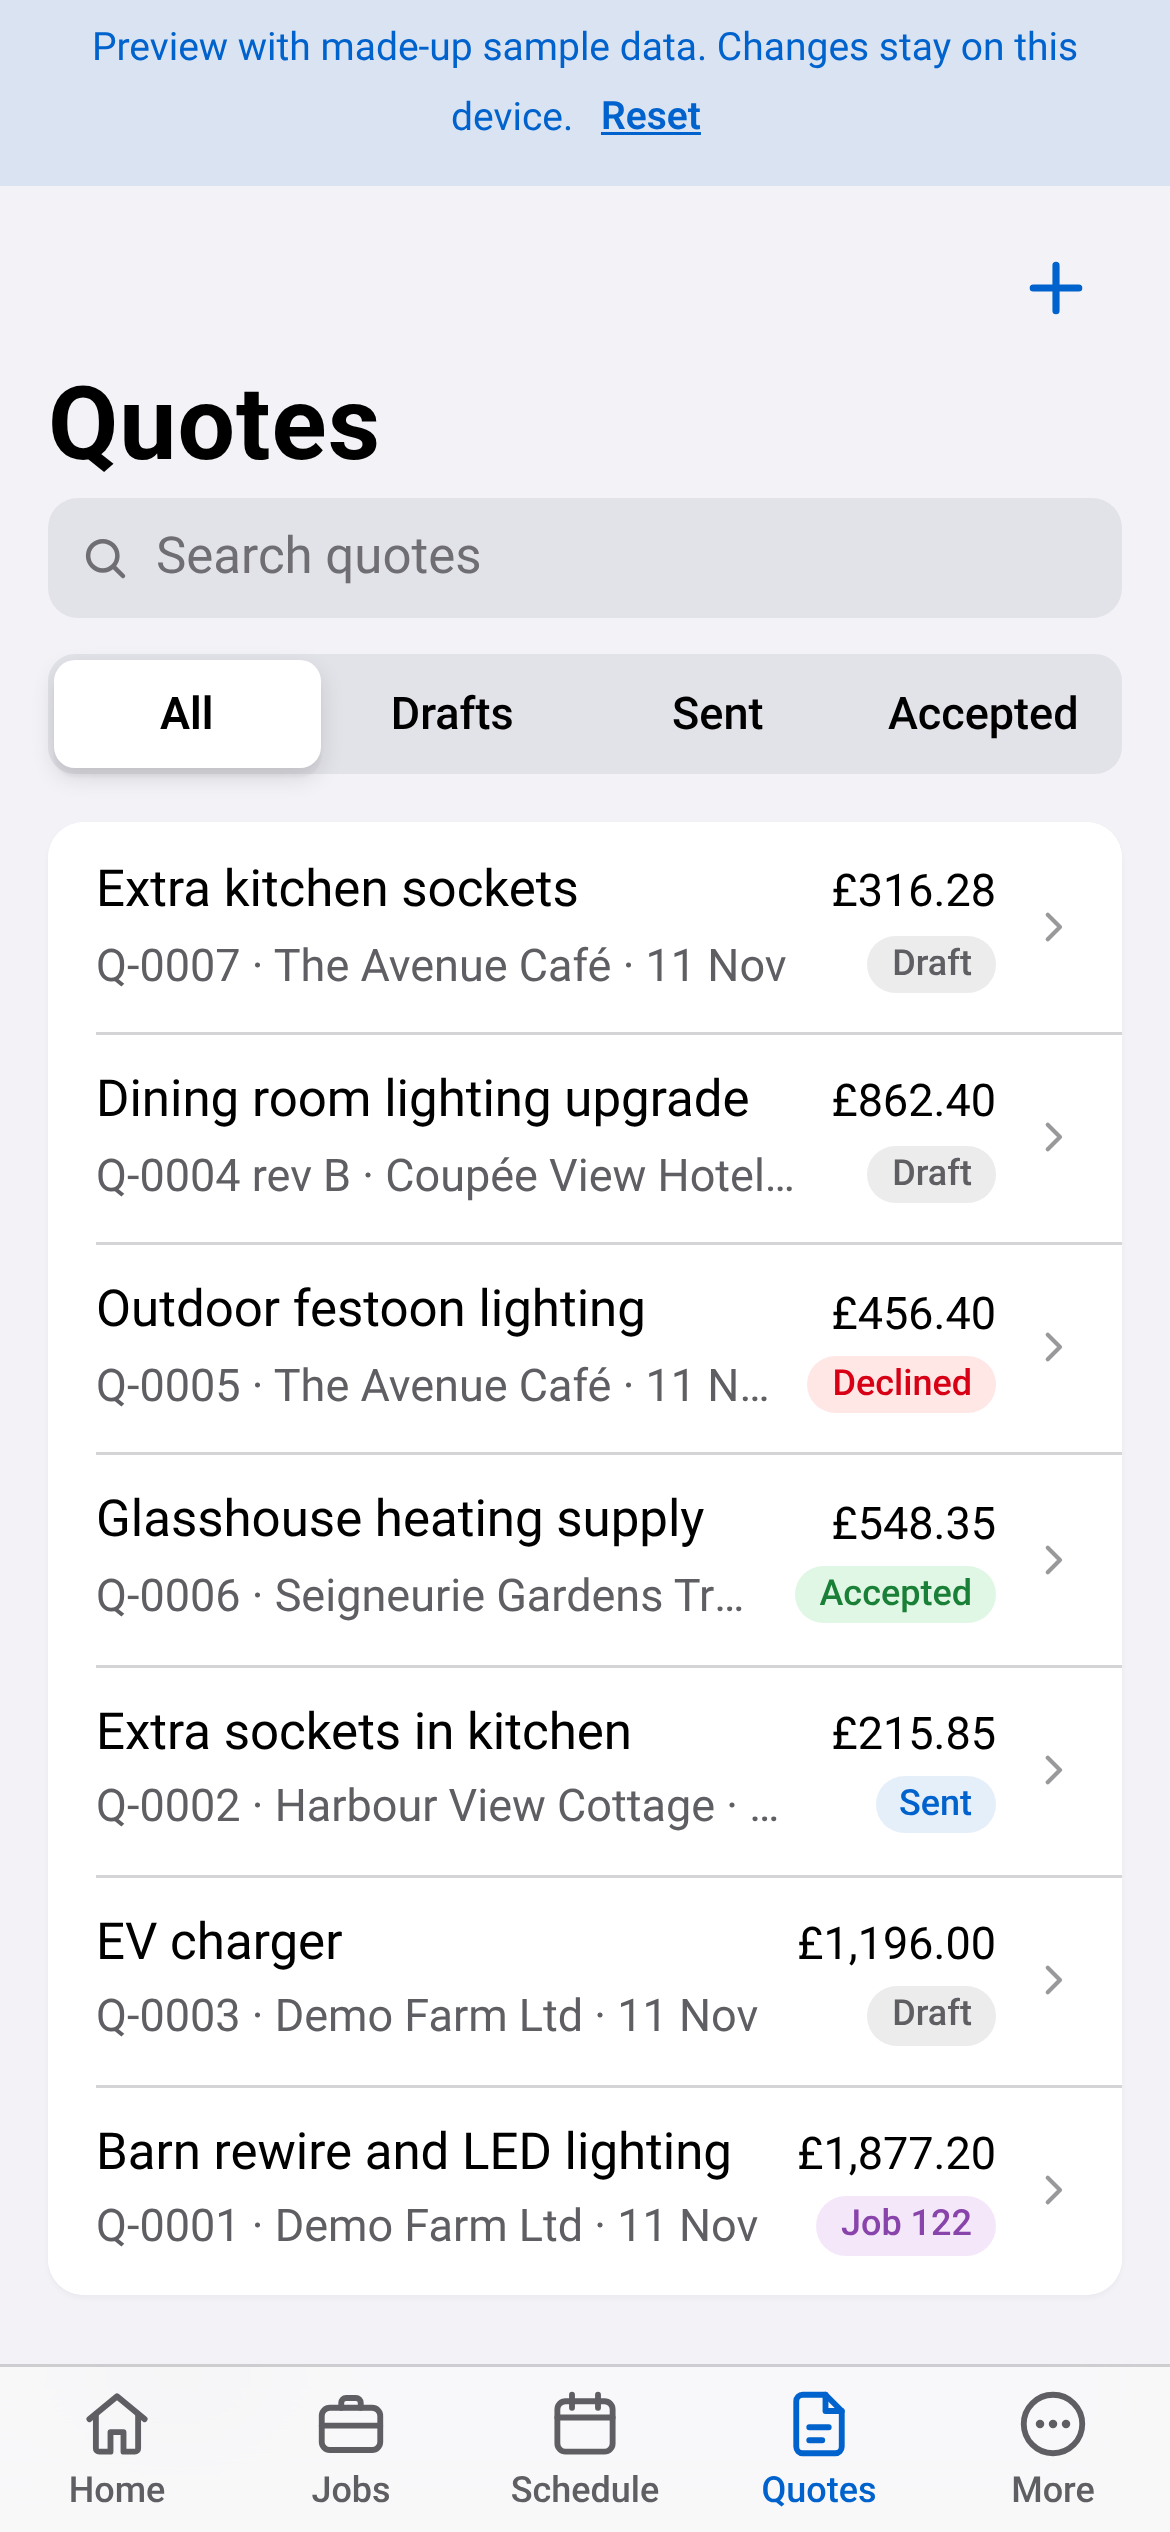 Preview with made-up sample data. Changes stay on this
device. Reset
Quotes
Search quotes
All Drafts Sent Accepted
Extra kitchen sockets £316.28
Q-0007 · The Avenue Café · 11 Nov Draft
Dining room lighting upgrade £862.40
Q-0004 rev B · Coupée View Hotel… Draft
Outdoor festoon lighting £456.40
Q-0005 · The Avenue Café · 11 N… Declined
Glasshouse heating supply £548.35
Q-0006 · Seigneurie Gardens Tr… Accepted
Extra sockets in kitchen £215.85
Q-0002 · Harbour View Cottage · … Sent
EV charger £1,196.00
Q-0003 · Demo Farm Ltd · 11 Nov Draft
Barn rewire and LED lighting £1,877.20
Q-0001 · Demo Farm Ltd · 11 Nov Job 122
Home Jobs Schedule Quotes More